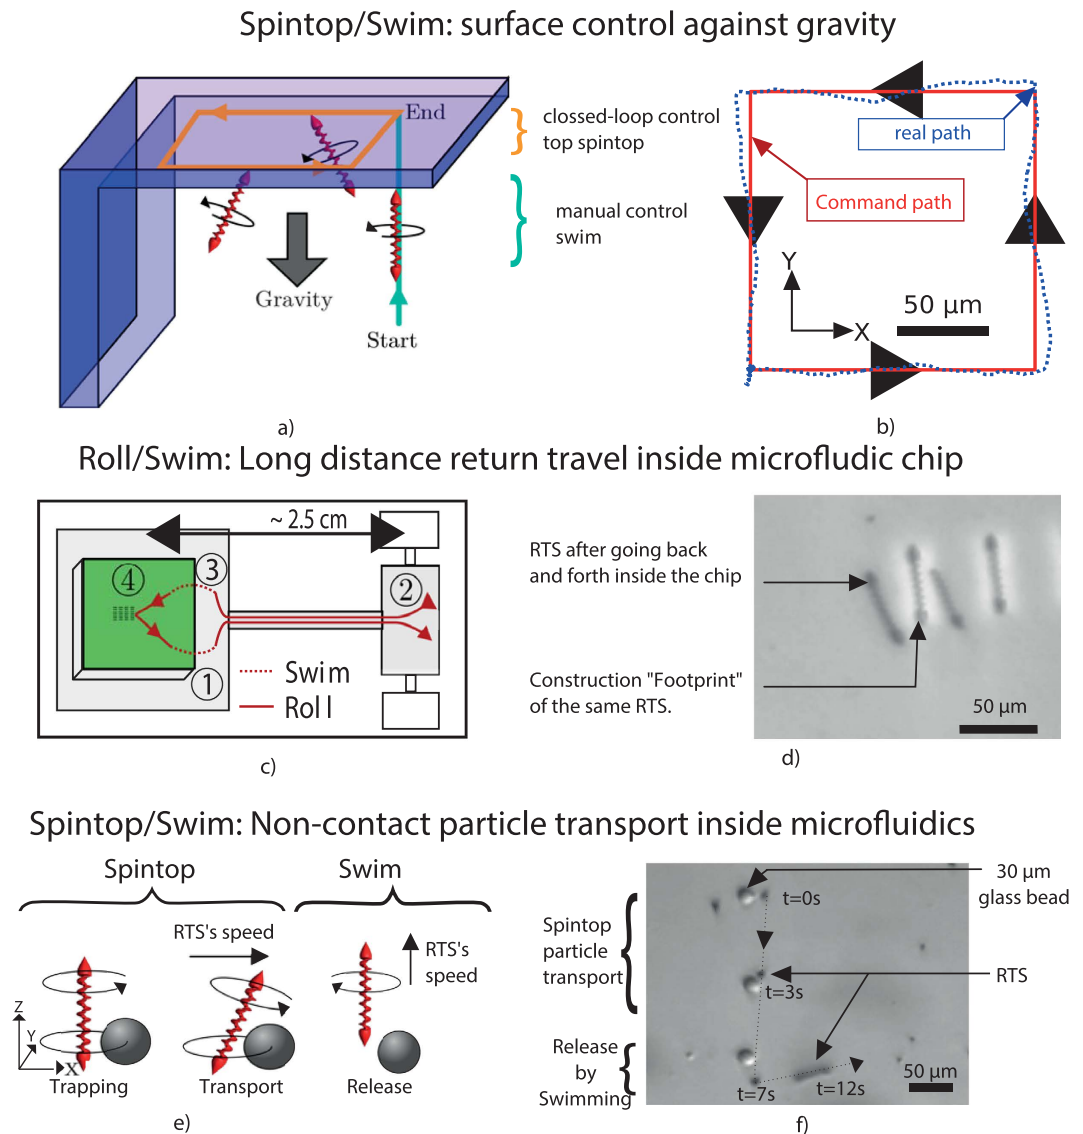 Spintop/Swim: surface control against gravity
End
clossed-loop control
top spintop
manual control
swim
Gravity
Start
a)
real path
Command path
Y
X
50 µm
b)
Roll/Swim: Long distance return travel inside microfludic chip
~ 2.5 cm
4
3
2
1
Swim
Roll
c)
RTS after going back
and forth inside the chip
Construction "Footprint"
of the same RTS.
50 µm
d)
Spintop/Swim: Non-contact particle transport inside microfluidics
Spintop
Swim
RTS's speed
RTS's
speed
Z
Y
X
Trapping
Transport
Release
e)
30 µm
glass bead
t=0s
Spintop
particle
transport
t=3s
RTS
Release
by
Swimming
t=7s
t=12s
50 µm
f)